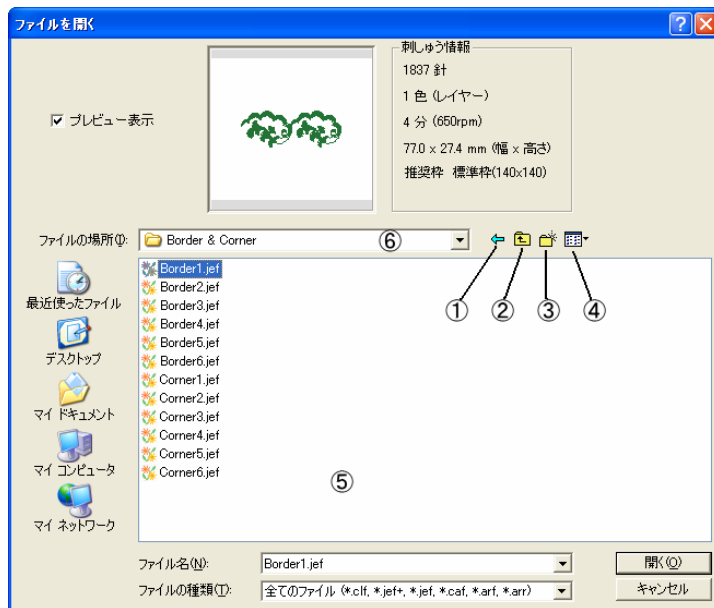 ファイルを開く
プレビュー表示
刺しゅう情報
1837 針
1 色 (レイヤー)
4 分 (650rpm)
77.0 x 27.4 mm (幅 x 高さ)
推奨枠 標準枠(140x140)
ファイルの場所(I):
Border & Corner
⑥
①
②
③
④
最近使ったファイル
デスクトップ
マイ ドキュメント
マイ コンピュータ
マイ ネットワーク
Border1.jef
Border2.jef
Border3.jef
Border4.jef
Border5.jef
Border6.jef
Corner1.jef
Corner2.jef
Corner3.jef
Corner4.jef
Corner5.jef
Corner6.jef
⑤
ファイル名(N):
Border1.jef
開く(O)
ファイルの種類(T):
全てのファイル (*.clf, *.jef+, *.jef, *.caf, *.arf, *.arr)
キャンセル